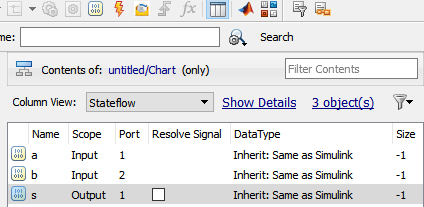 me:
Search
Contents of: untitled/Chart (only)
Filter Contents
Column View: Stateflow Show Details 3 object(s)
Name Scope Port Resolve Signal DataType Size
a Input 1 Inherit: Same as Simulink -1
b Input 2 Inherit: Same as Simulink -1
s Output 1 Inherit: Same as Simulink -1